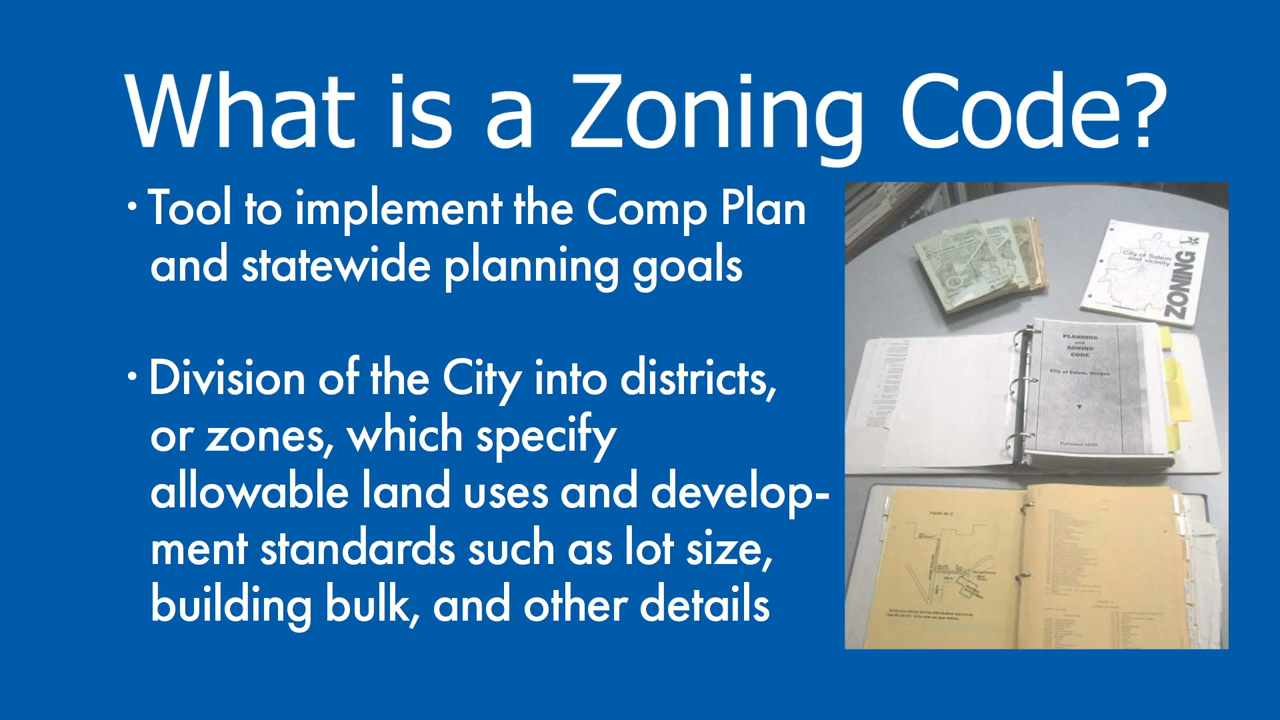 What is a Zoning Code?
· Tool to implement the Comp Plan
and statewide planning goals
· Division of the City into districts,
or zones, which specify
allowable land uses and develop-
ment standards such as lot size,
building bulk, and other details
City of Salem
and vicinity
ZONING
PLANNING
and
ZONING
CODE
City of Salem, Oregon